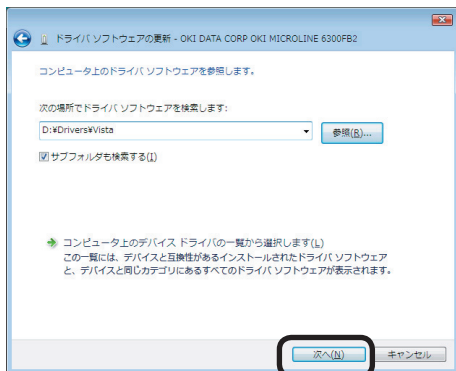 ドライバ ソフトウェアの更新 - OKI DATA CORP OKI MICROLINE 6300FB2
コンピュータ上のドライバ ソフトウェアを参照します。
次の場所でドライバ ソフトウェアを検索します:
D:¥Drivers¥Vista
参照(R)...
サブフォルダも検索する(I)
コンピュータ上のデバイス ドライバの一覧から選択します(L)
この一覧には、デバイスと互換性があるインストールされたドライバ ソフトウェア
と、デバイスと同じカテゴリにあるすべてのドライバ ソフトウェアが表示されます。
次へ(N)
キャンセル